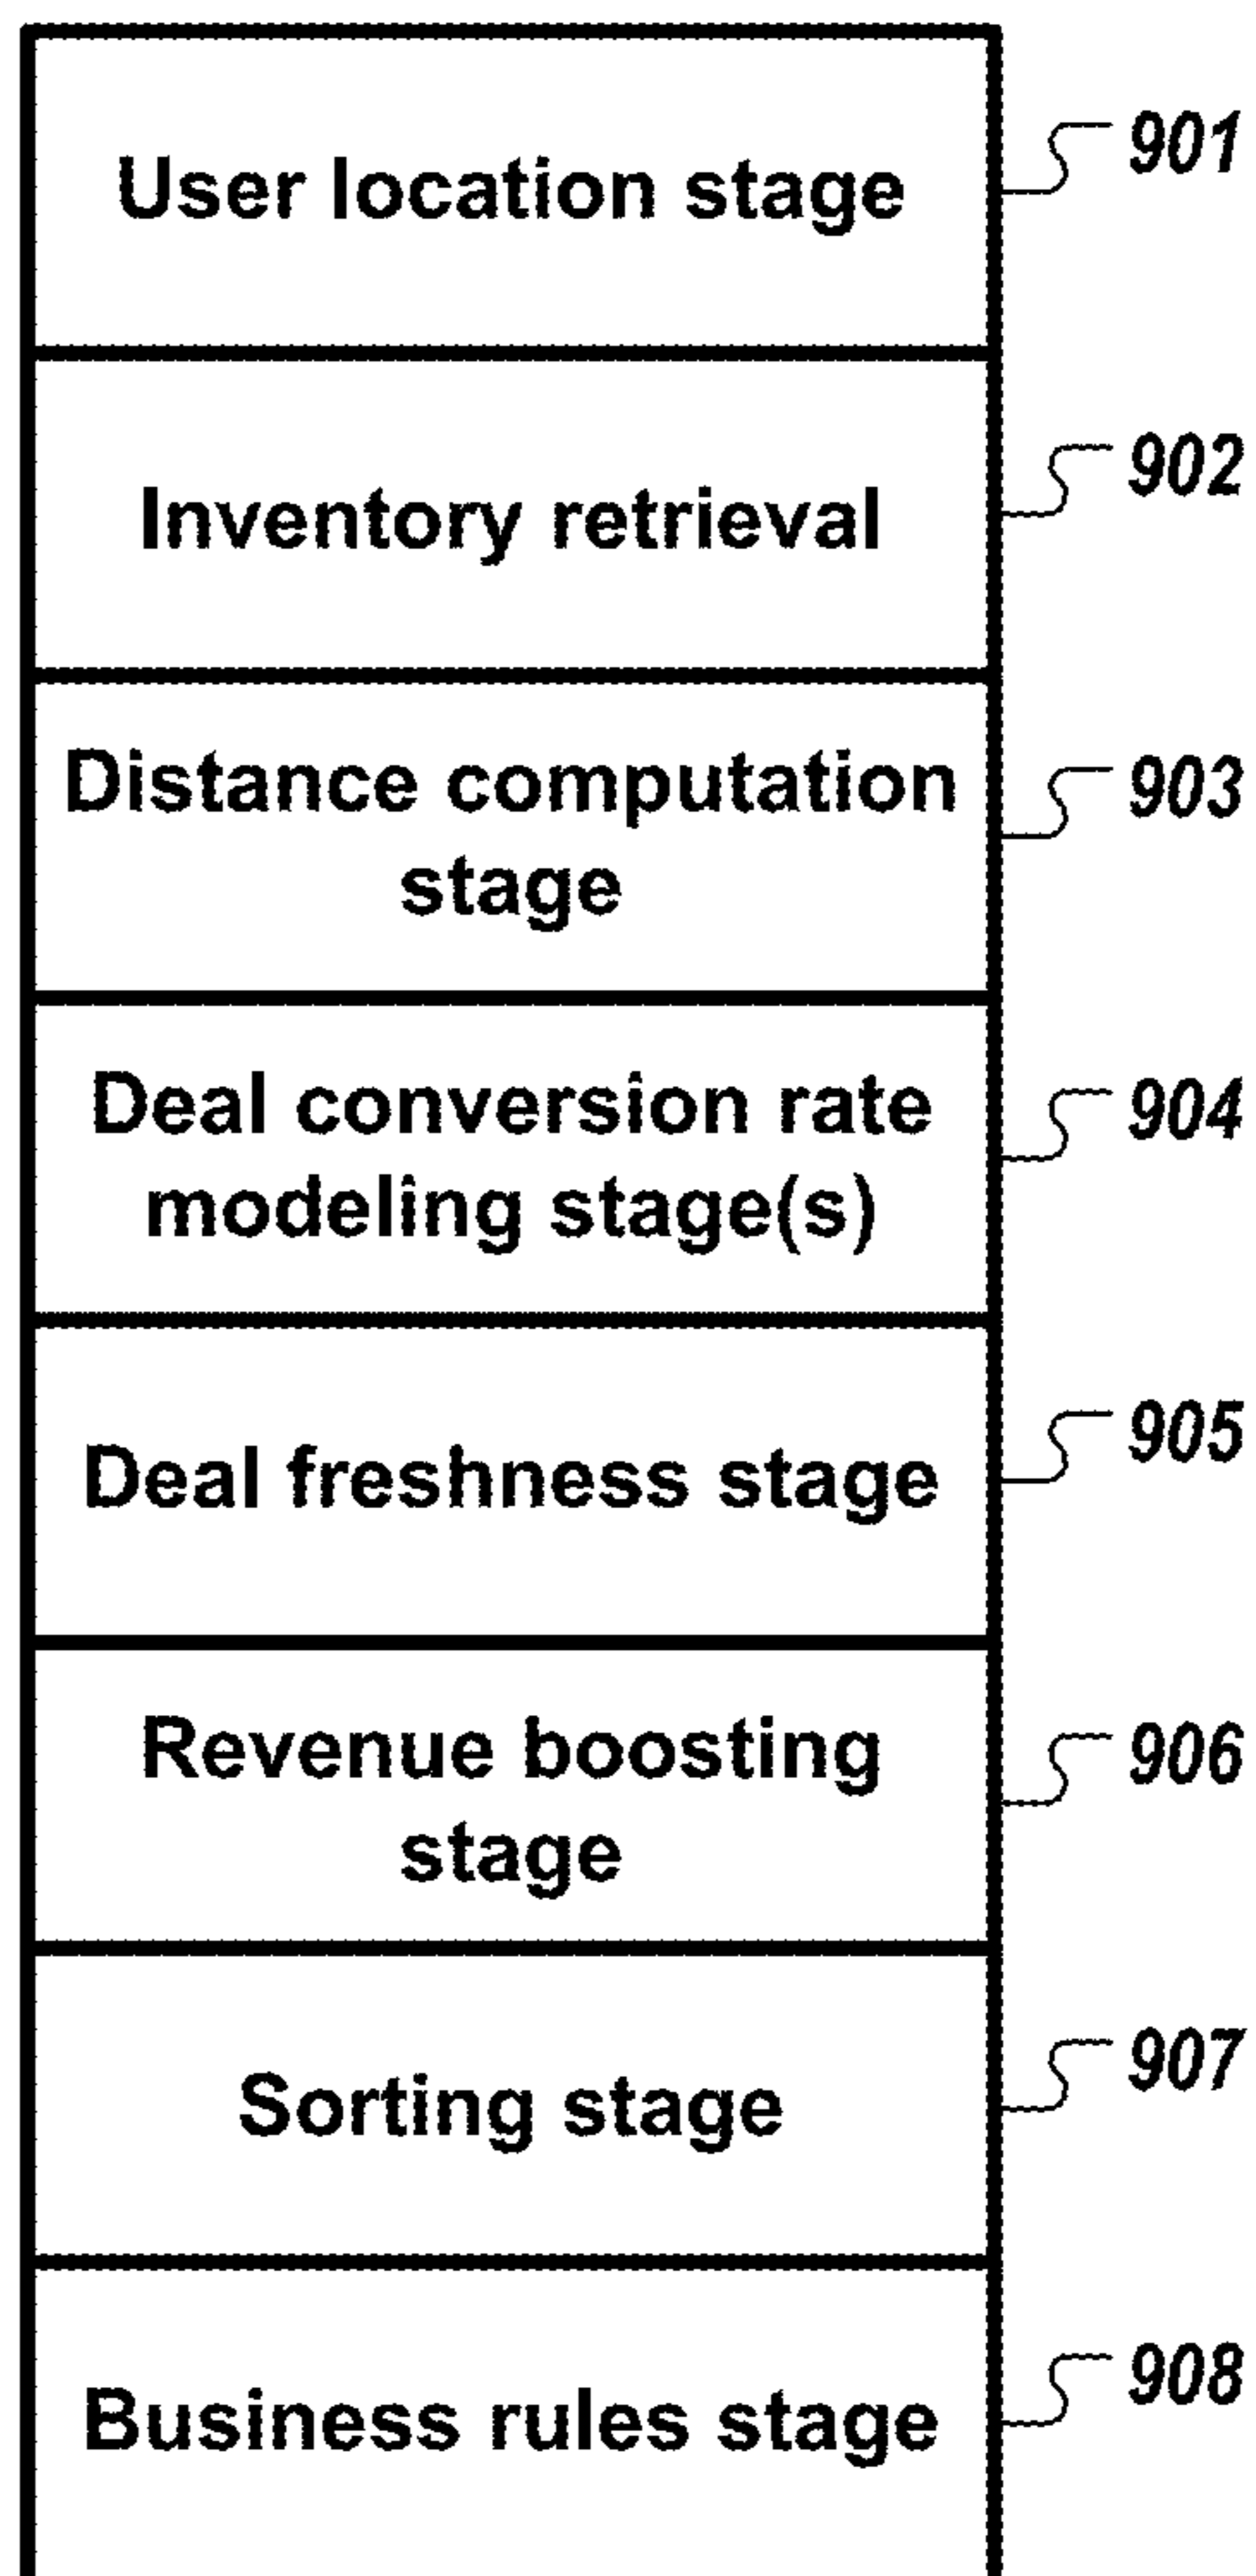 User location stage
901
Inventory retrieval
902
Distance computation
stage
903
Deal conversion rate
modeling stage(s)
904
Deal freshness stage
905
Revenue boosting
stage
906
Sorting stage
907
Business rules stage
908